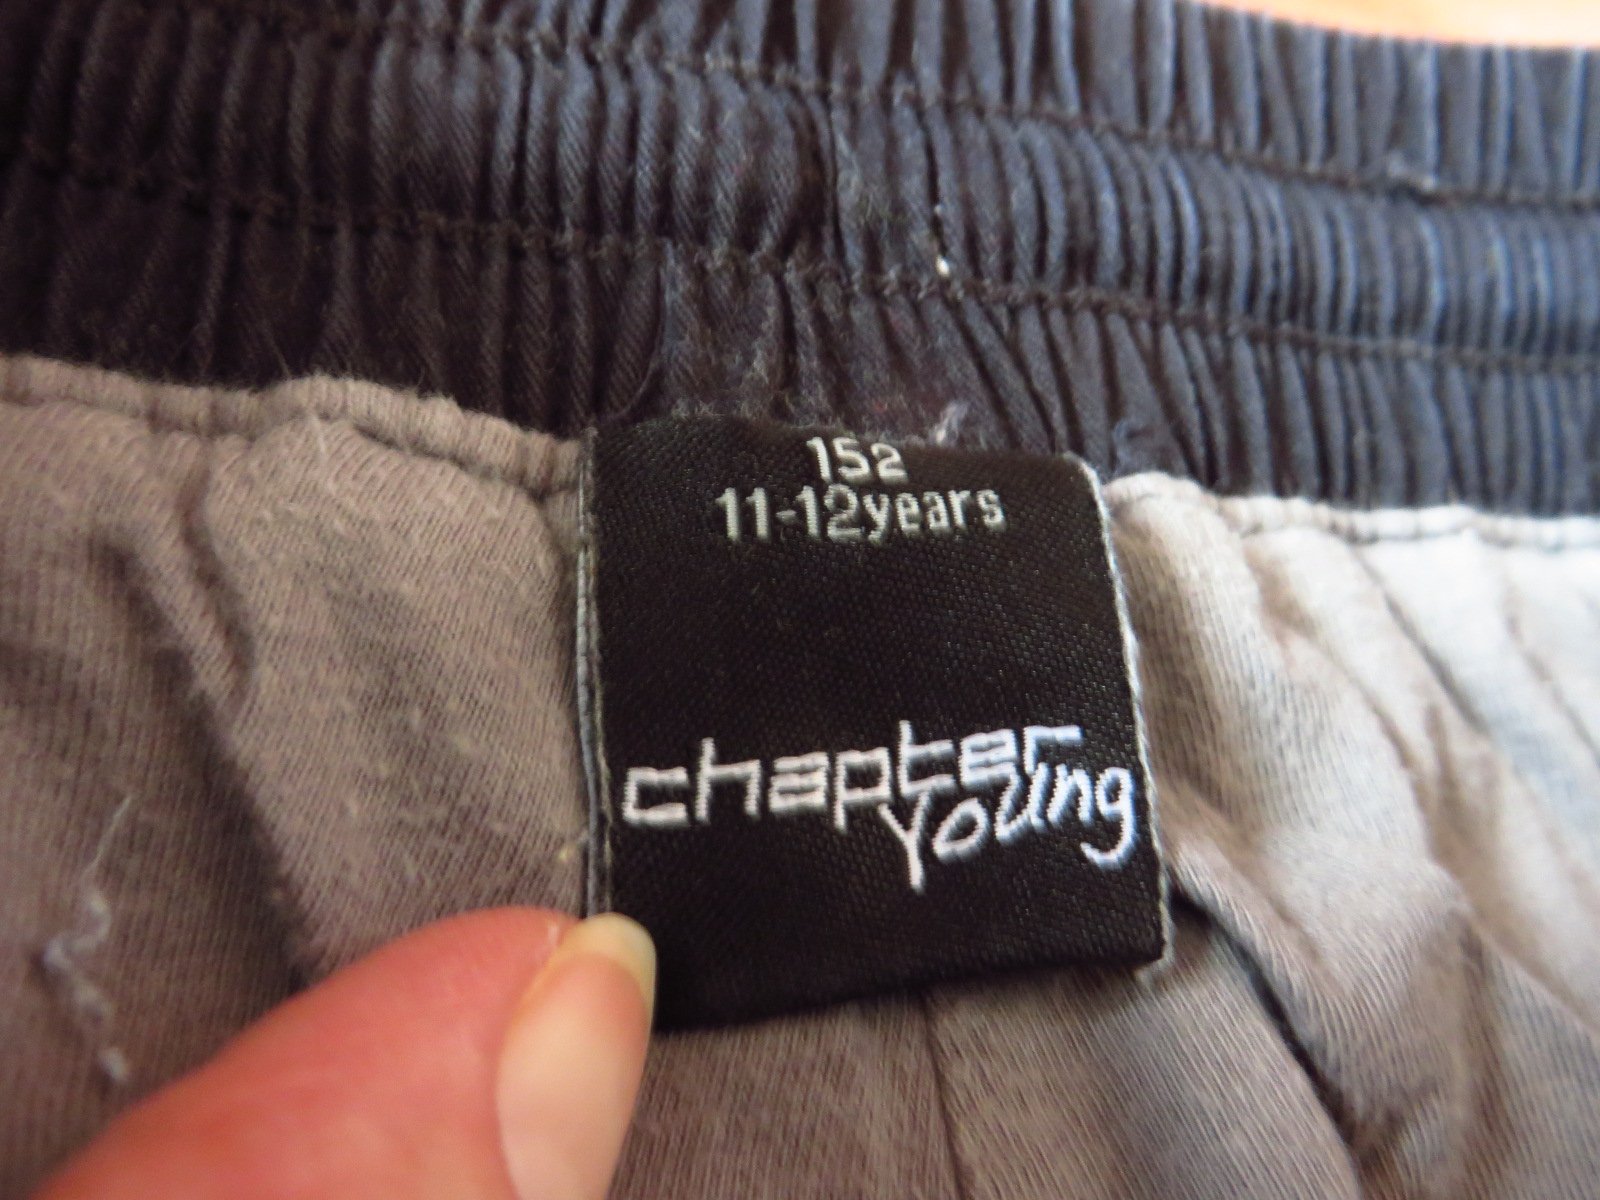 152
11-12years
chapter
young